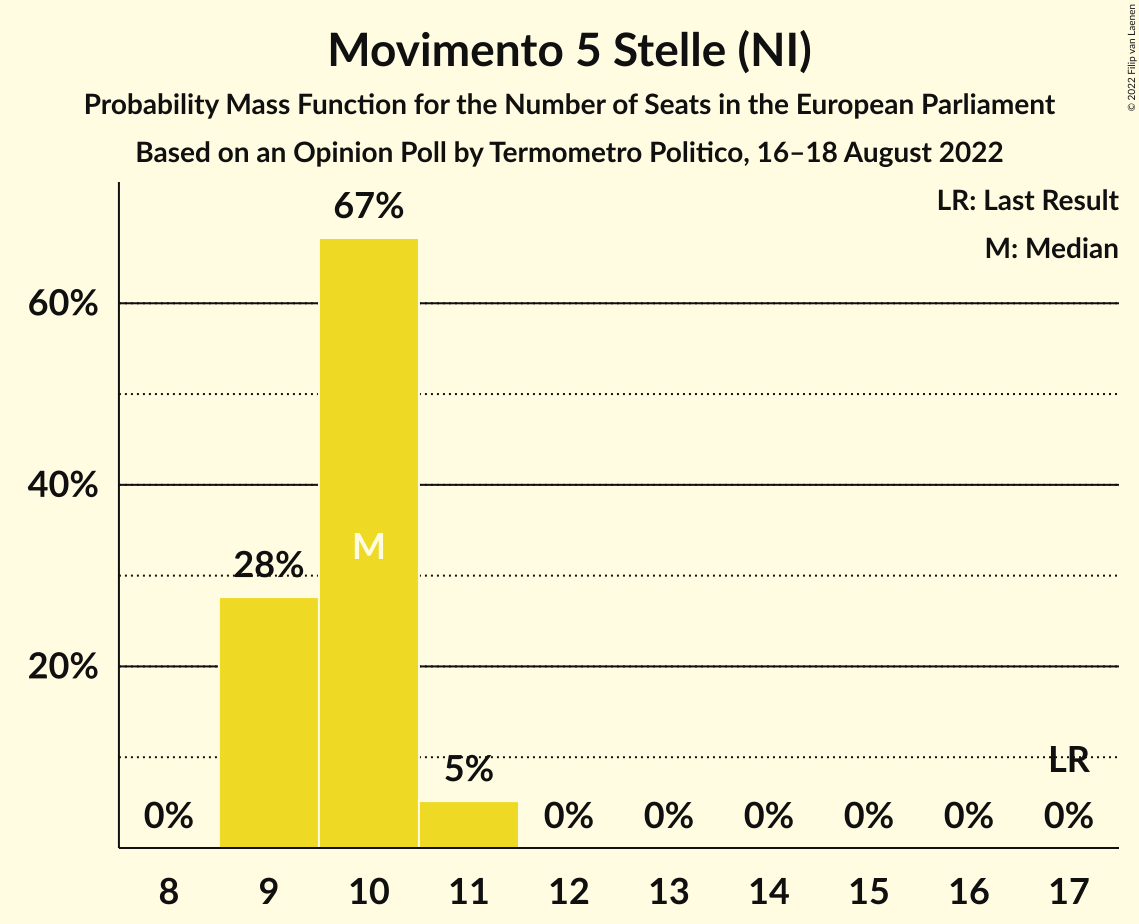 Movimento 5 Stelle (NI)
Probability Mass Function for the Number of Seats in the European Parliament
Based on an Opinion Poll by Termometro Politico, 16–18 August 2022
© 2022 Filip van Laenen
LR: Last Result
M: Median
67%
60%
40%
M
28%
20%
LR
5%
0% 0% 0% 0% 0% 0% 0%
8 9 10 11 12 13 14 15 16 17